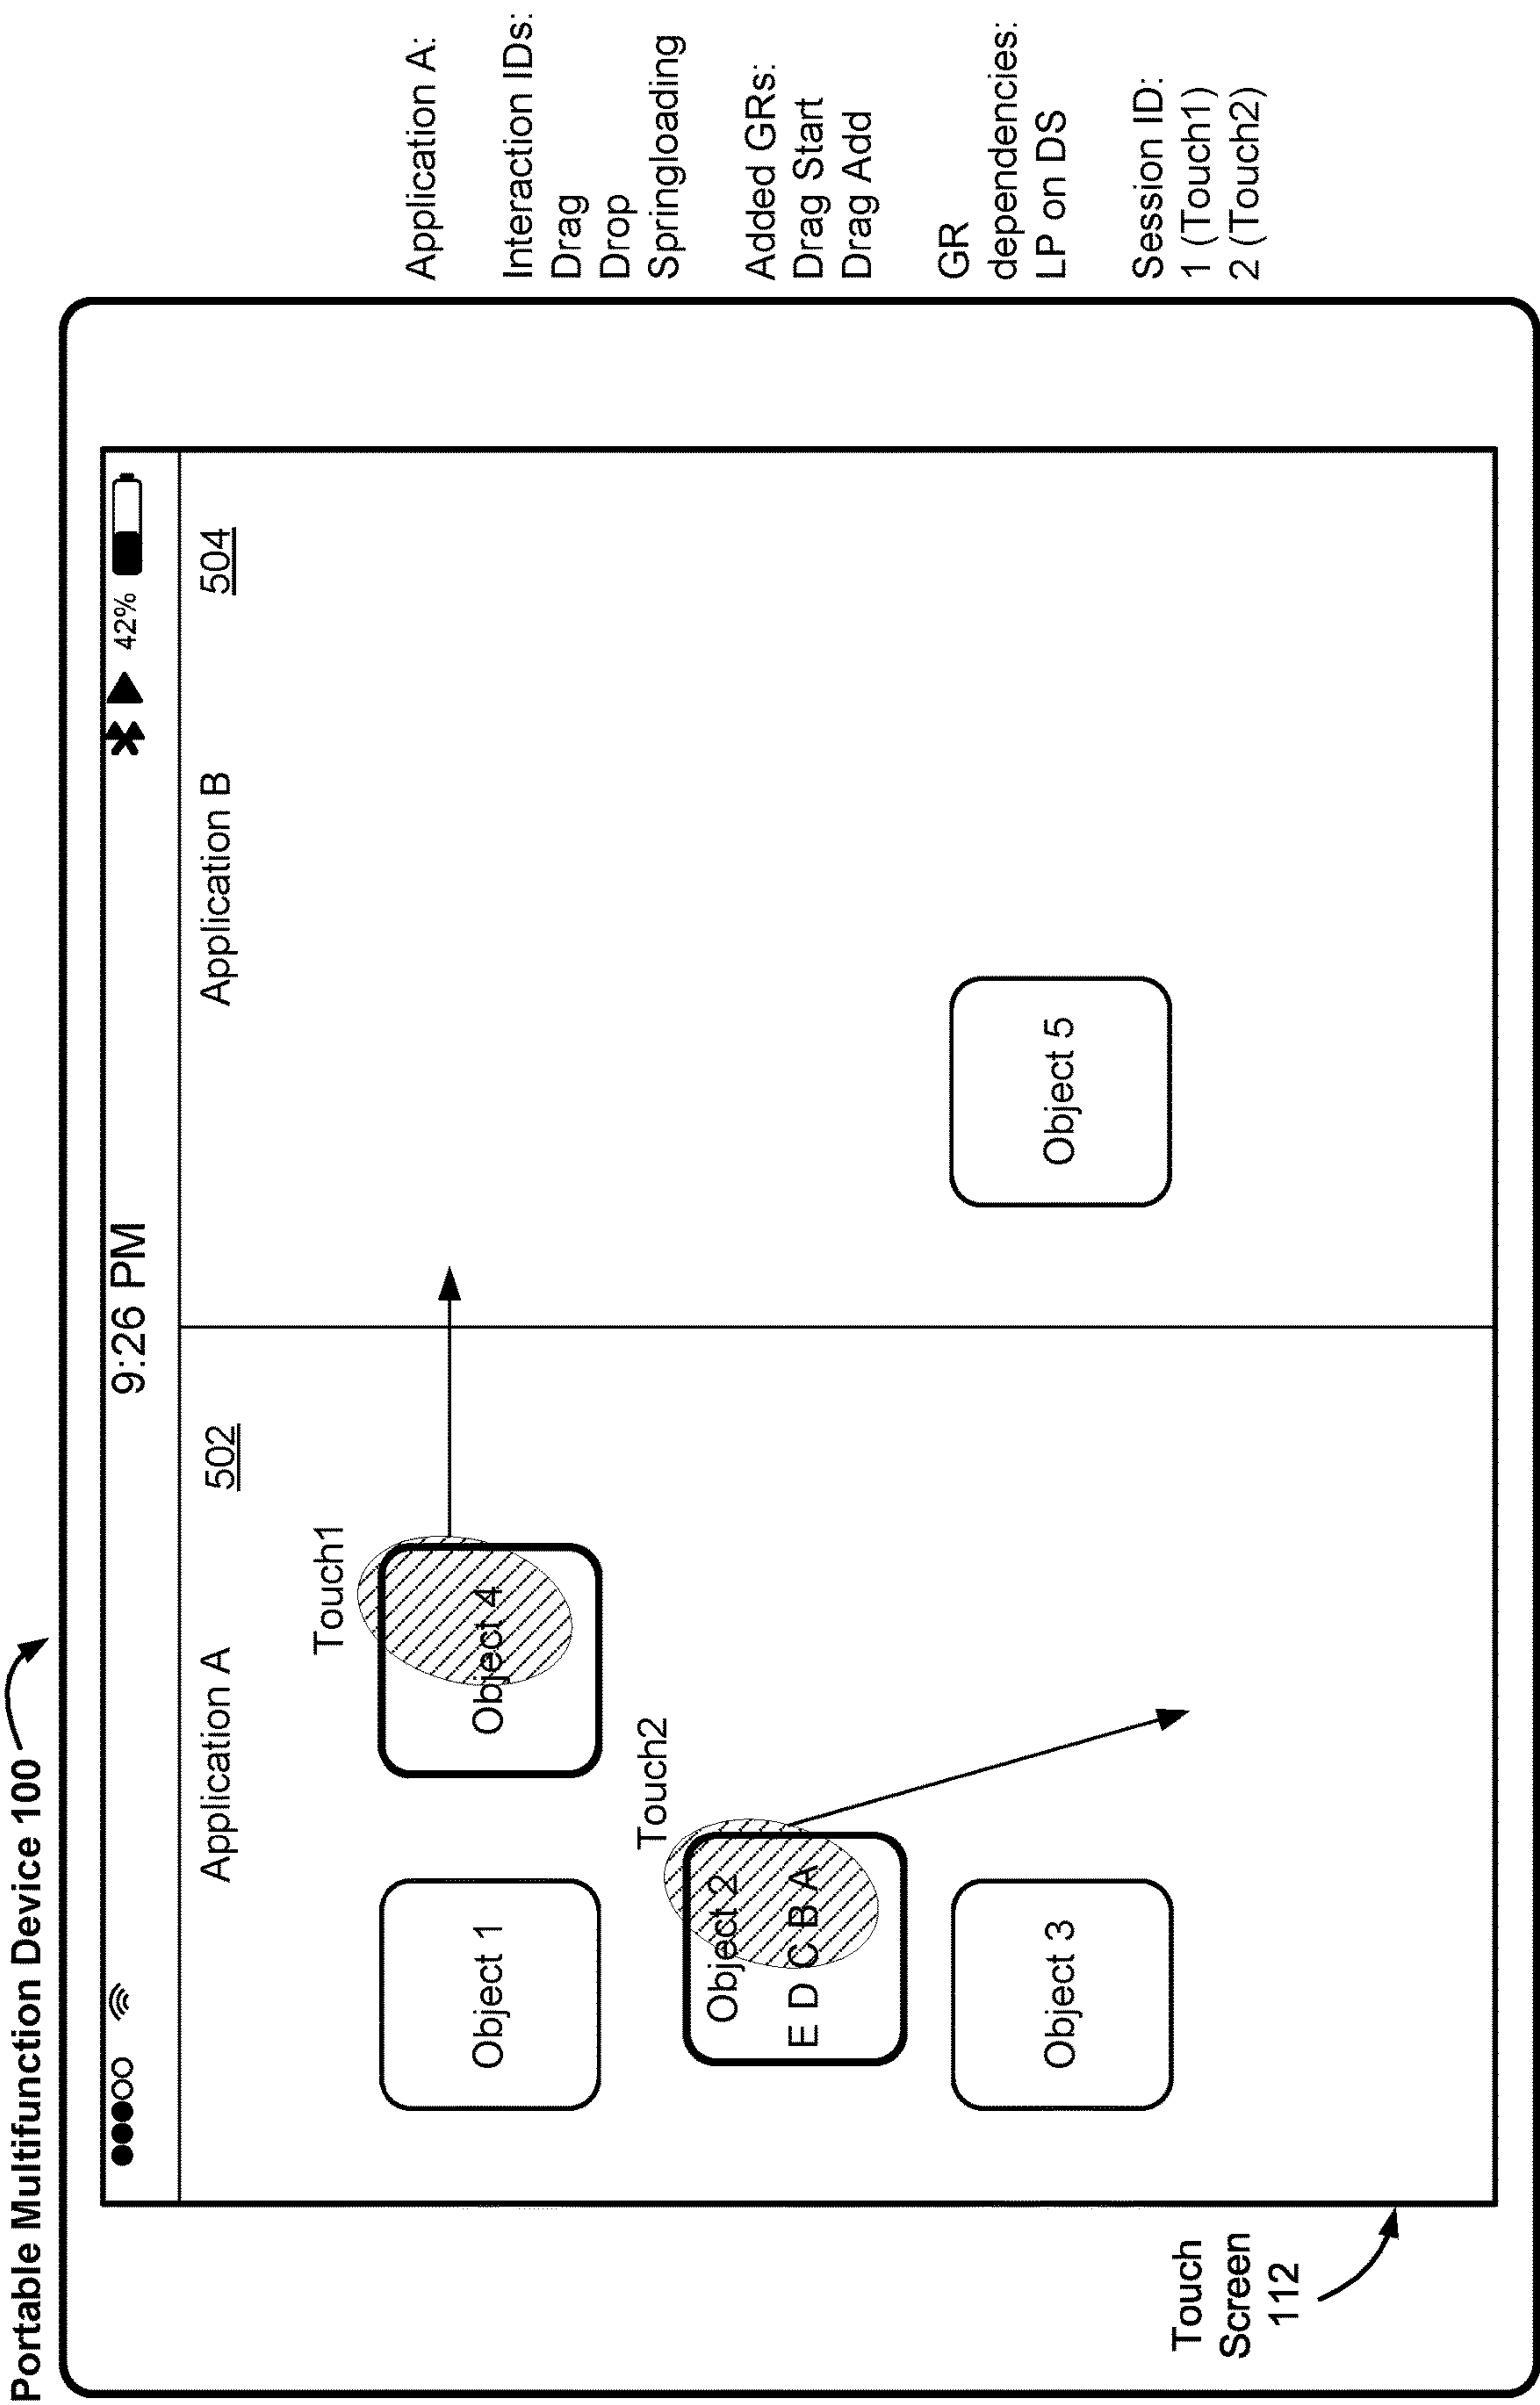 Portable Multifunction Device 100
9:26 PM
42%
Application A
502
Application B
504
Touch1
Object 1
Object 4
Touch2
Object 2
E D C B A
Object 3
Object 5
Touch
Screen
112
Application A:
Interaction IDs:
Drag
Drop
Springloading
Added GRs:
Drag Start
Drag Add
GR
dependencies:
LP on DS
Session ID:
1 (Touch1)
2 (Touch2)